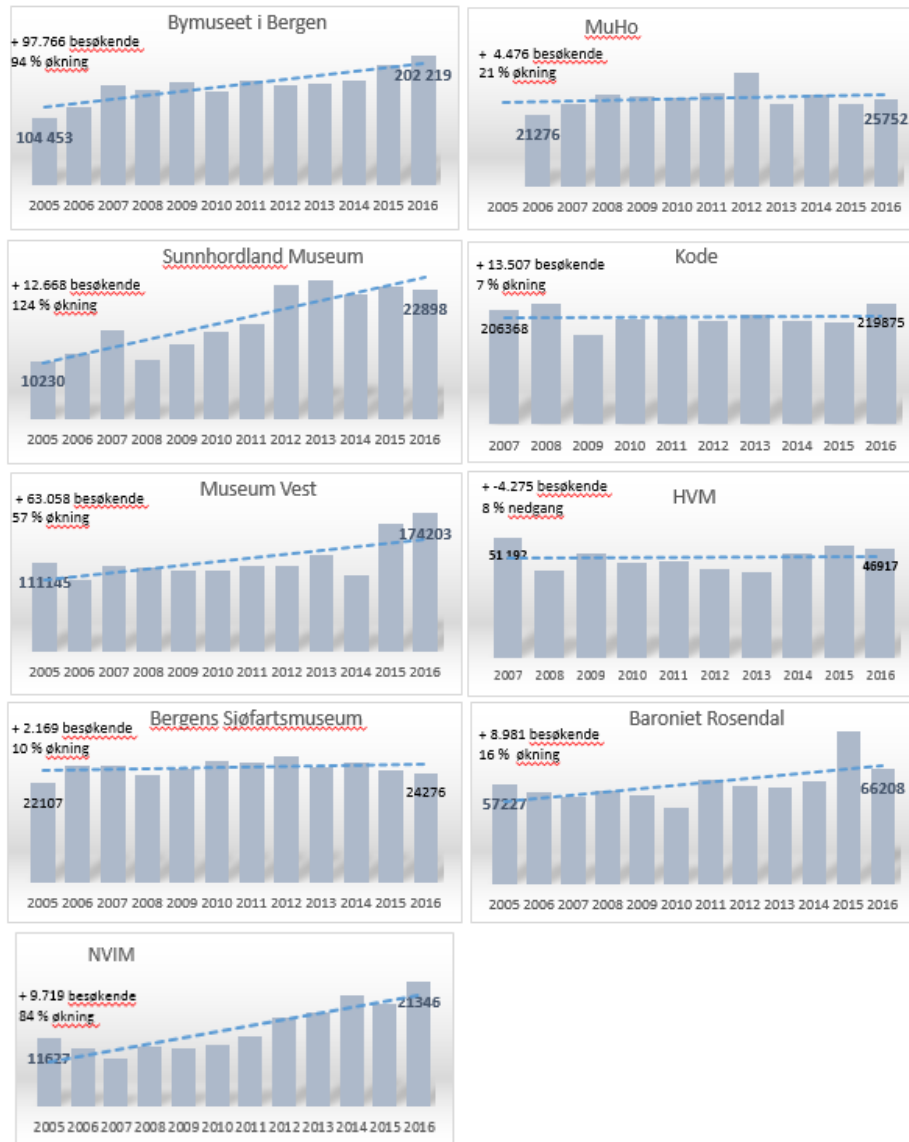 Bymuseet i Bergen
+ 97.766 besøkende
94 % økning
202 219
104 453
2005 2006 2007 2008 2009 2010 2011 2012 2013 2014 2015 2016
MuHo
+ 4.476 besøkende
21 % økning
21276
25752
2005 2006 2007 2008 2009 2010 2011 2012 2013 2014 2015 2016
Sunnhordland Museum
+ 12.668 besøkende
124 % økning
22898
10230
2005 2006 2007 2008 2009 2010 2011 2012 2013 2014 2015 2016
Kode
+ 13.507 besøkende
7 % økning
206368
219875
2007 2008 2009 2010 2011 2012 2013 2014 2015 2016
Museum Vest
+ 63.058 besøkende
57 % økning
174203
111145
2005 2006 2007 2008 2009 2010 2011 2012 2013 2014 2015 2016
HVM
+ -4.275 besøkende
8 % nedgang
51 192
46917
2007 2008 2009 2010 2011 2012 2013 2014 2015 2016
Bergens Sjøfartsmuseum
+ 2.169 besøkende
10 % økning
22107
24276
2005 2006 2007 2008 2009 2010 2011 2012 2013 2014 2015 2016
Baroniet Rosendal
+ 8.981 besøkende
16 % økning
57227
66208
2005 2006 2007 2008 2009 2010 2011 2012 2013 2014 2015 2016
NVIM
+ 9.719 besøkende
84 % økning
21346
11627
2005 2006 2007 2008 2009 2010 2011 2012 2013 2014 2015 2016